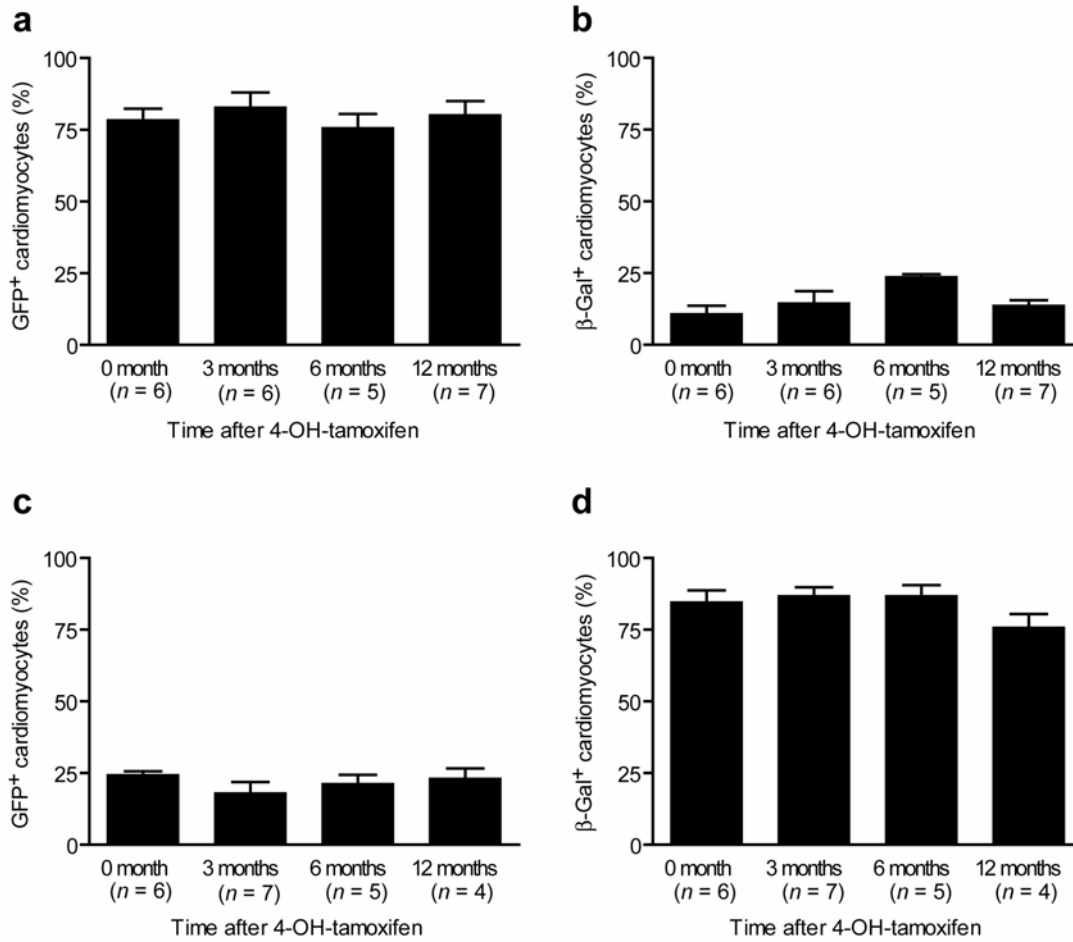 a
GFP+ cardiomyocytes (%)
100
75
50
25
0
0 month 3 months 6 months 12 months
(n = 6) (n = 6) (n = 5) (n = 7)
Time after 4-OH-tamoxifen
b
β-Gal+ cardiomyocytes (%)
100
75
50
25
0
0 month 3 months 6 months 12 months
(n = 6) (n = 6) (n = 5) (n = 7)
Time after 4-OH-tamoxifen
c
GFP+ cardiomyocytes (%)
100
75
50
25
0
0 month 3 months 6 months 12 months
(n = 6) (n = 7) (n = 5) (n = 4)
Time after 4-OH-tamoxifen
d
β-Gal+ cardiomyocytes (%)
100
75
50
25
0
0 month 3 months 6 months 12 months
(n = 6) (n = 7) (n = 5) (n = 4)
Time after 4-OH-tamoxifen